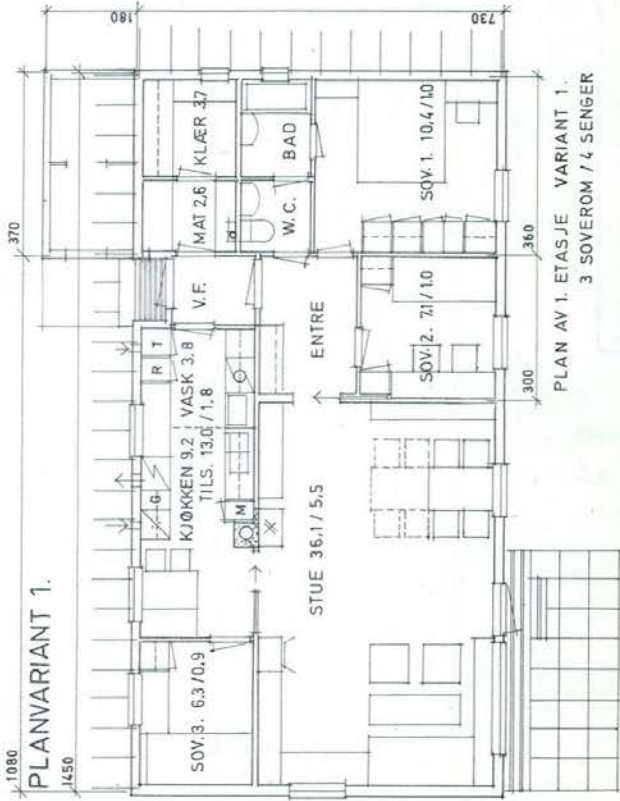 PLANVARIANT 1.
1080
1450
370
180
730
360
300
SOV. 3. 6.3/0.9
KJØKKEN 9.2 VASK 3.8
TILS. 13.0/1.8
G
R
T
M
V.F.
MAT 2,6
KLÆR 3,7
W.C.
BAD
ENTRE
STUE 36,1/5,5
SOV. 2. 7,1/1.0
SOV. 1. 10,4/1,0
PLAN AV 1. ETASJE VARIANT 1.
3 SOVEROM / 4 SENGER